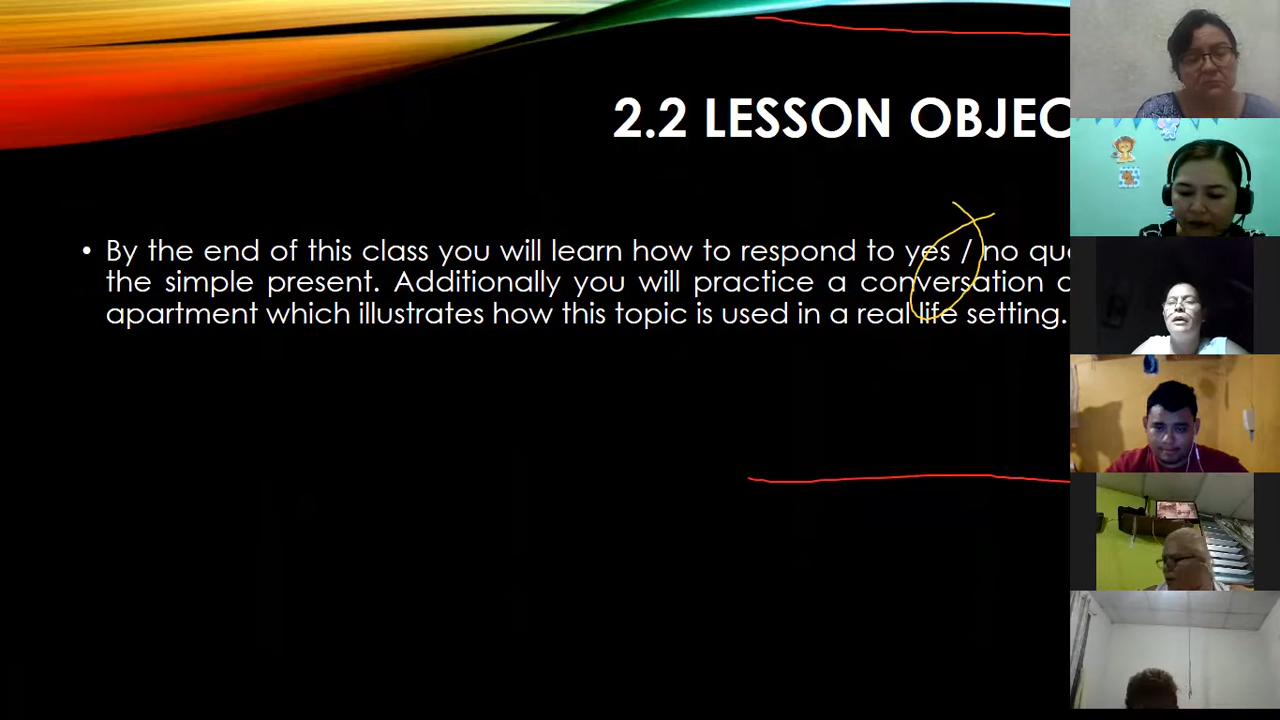 2.2 LESSON OBJEC
• By the end of this class you will learn how to respond to yes / no qu
the simple present. Additionally you will practice a conversation
apartment which illustrates how this topic is used in a real life setting.